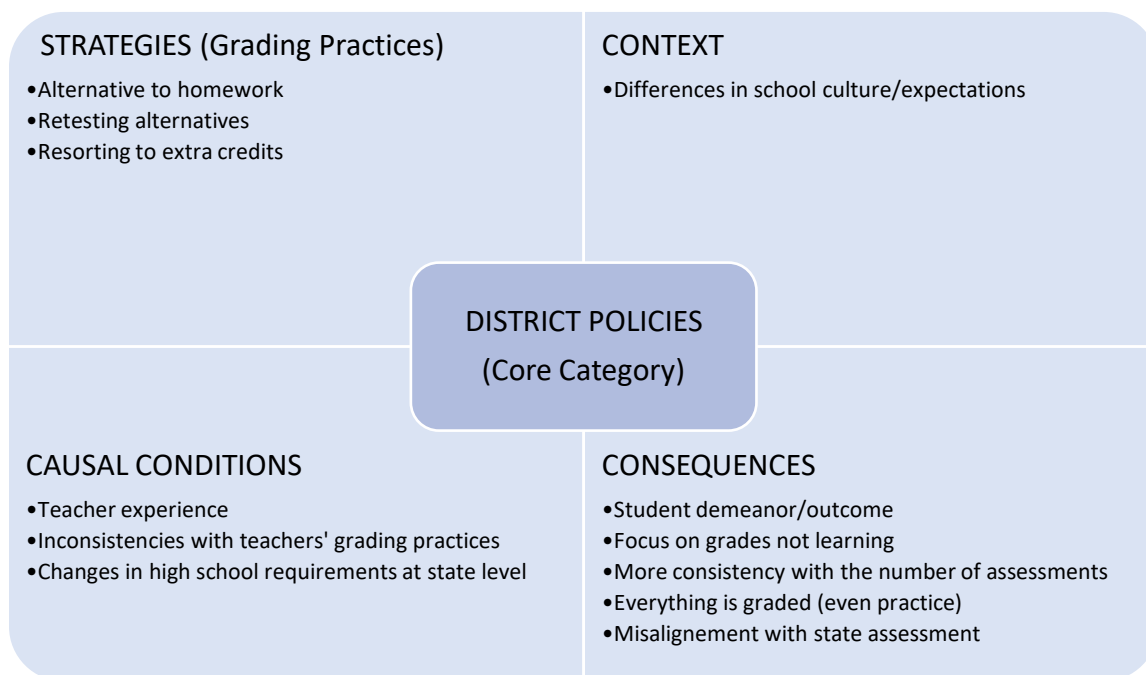 STRATEGIES (Grading Practices)
•Alternative to homework
•Retesting alternatives
•Resorting to extra credits
CONTEXT
•Differences in school culture/expectations
DISTRICT POLICIES
(Core Category)
CAUSAL CONDITIONS
•Teacher experience
•Inconsistencies with teachers' grading practices
•Changes in high school requirements at state level
CONSEQUENCES
•Student demeanor/outcome
•Focus on grades not learning
•More consistency with the number of assessments
•Everything is graded (even practice)
•Misalignement with state assessment